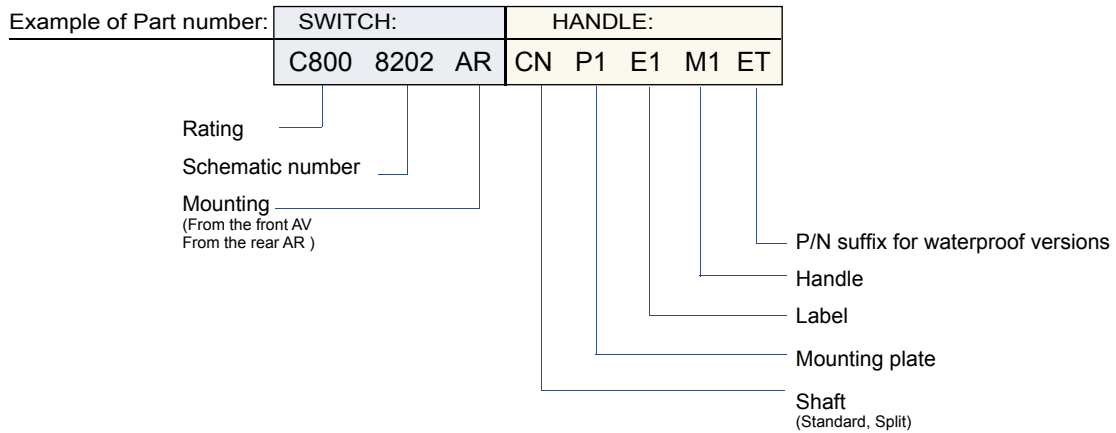 Example of Part number: SWITCH: HANDLE:
C800 8202 AR CN P1 E1 M1 ET
Rating
Schematic number
Mounting
(From the front AV
From the rear AR )
P/N suffix for waterproof versions
Handle
Label
Mounting plate
Shaft
(Standard, Split)